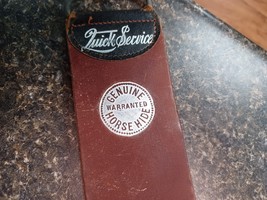 Quick Service
GENUINE
WARRANTED
HORSE HIDE